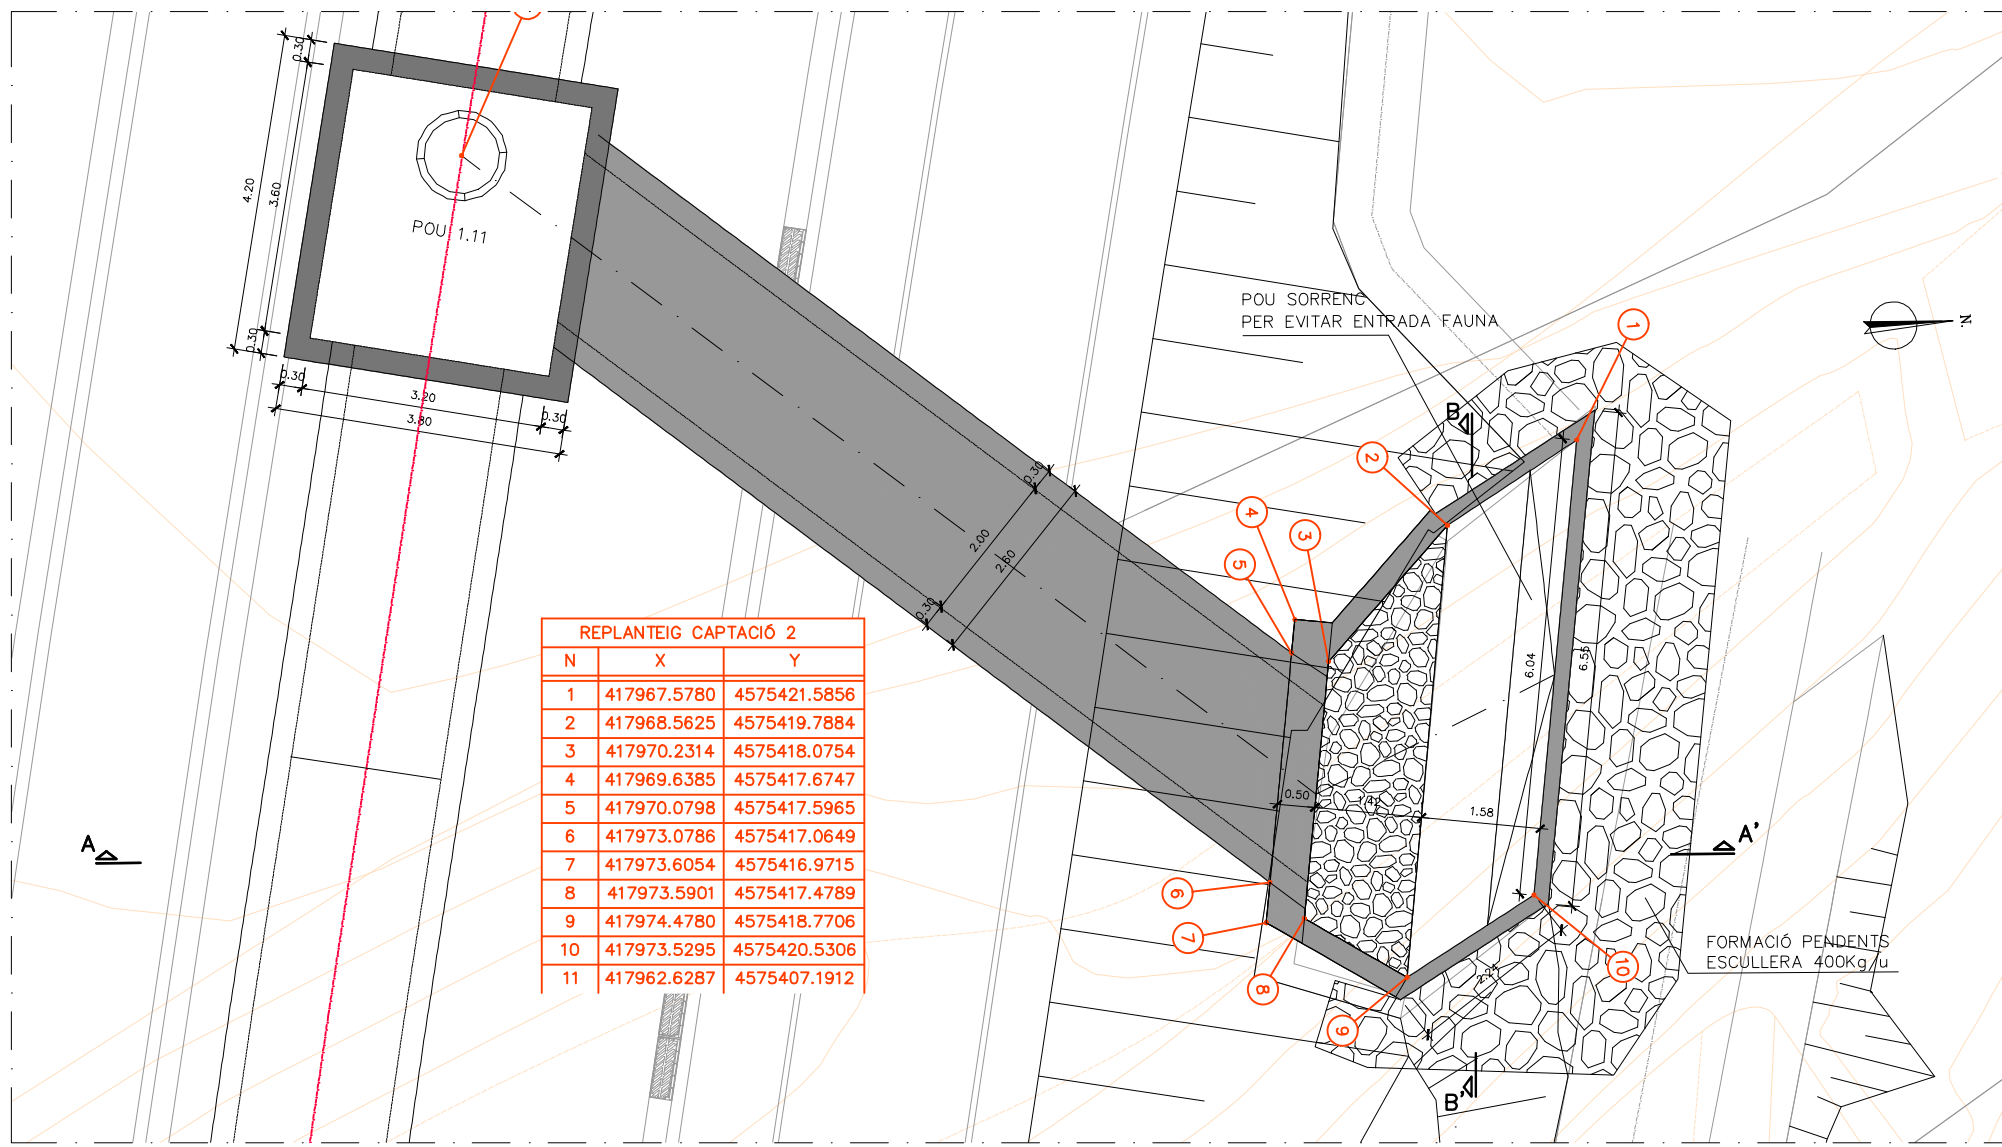 0.30
4.20
3.60
0.30
POU 1.11
0.30
3.20
3.80
0.30
0.30
2.00
2.60
0.30
POU SORRENC
PER EVITAR ENTRADA FAUNA
N.
1
2
3
4
5
6
7
8
9
10
B
B'
A
A'
6.04
6.55
0.50
1.42
1.58
2.21
FORMACIÓ PENDENTS
ESCULLERA 400Kg/u
REPLANTEIG CAPTACIÓ 2
N X Y
1 417967.5780 4575421.5856
2 417968.5625 4575419.7884
3 417970.2314 4575418.0754
4 417969.6385 4575417.6747
5 417970.0798 4575417.5965
6 417973.0786 4575417.0649
7 417973.6054 4575416.9715
8 417973.5901 4575417.4789
9 417974.4780 4575418.7706
10 417973.5295 4575420.5306
11 417962.6287 4575407.1912